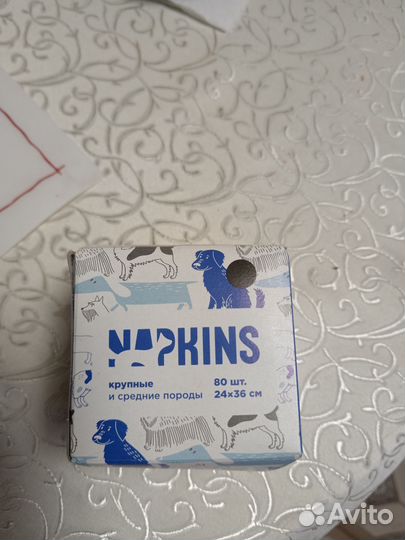 NAPKINS
крупные
и средние породы
80 шт.
24x36 см
Avito